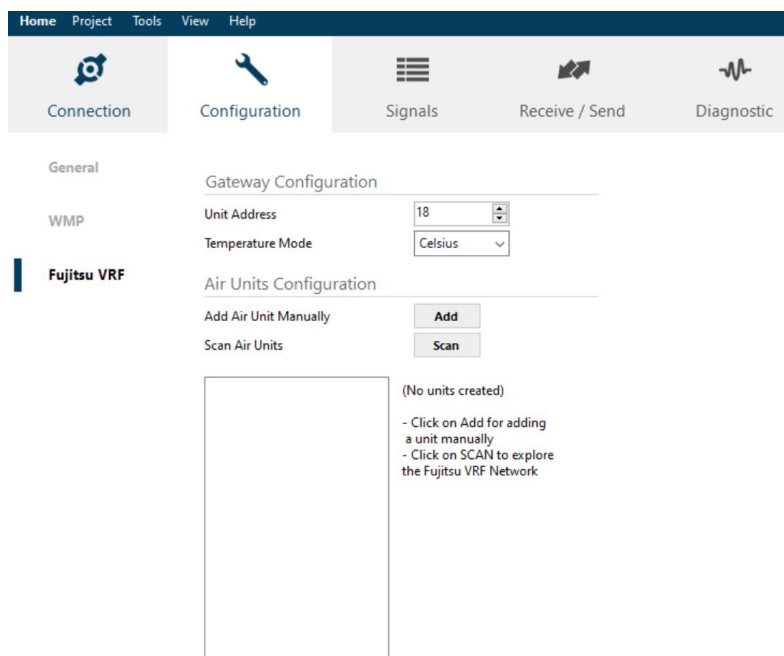 Home Project Tools View Help
Connection Configuration Signals Receive / Send Diagnostic
General
WMP
Fujitsu VRF
Gateway Configuration
Unit Address 18
Temperature Mode Celsius
Air Units Configuration
Add Air Unit Manually Add
Scan Air Units Scan
(No units created)
- Click on Add for adding
a unit manually
- Click on SCAN to explore
the Fujitsu VRF Network